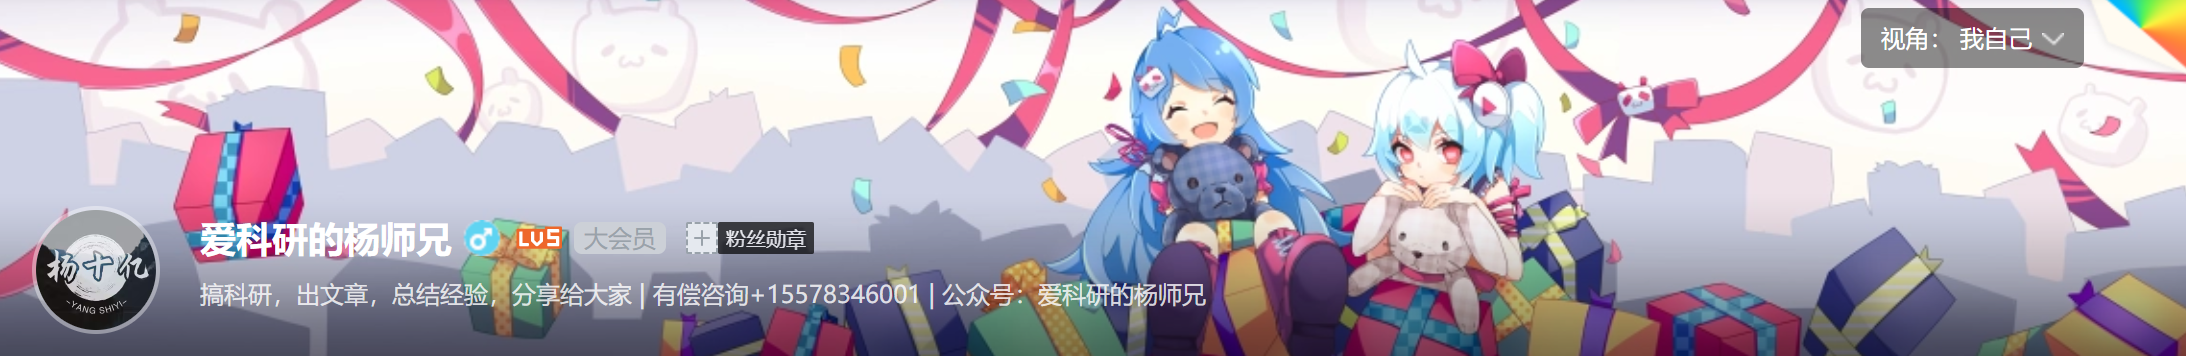 视角： 我自己
爱科研的杨师兄 LV5 大会员 粉丝勋章
杨十亿
-YANG SHIYI-
搞科研，出文章，总结经验，分享给大家 | 有偿咨询+15578346001 | 公众号：爱科研的杨师兄